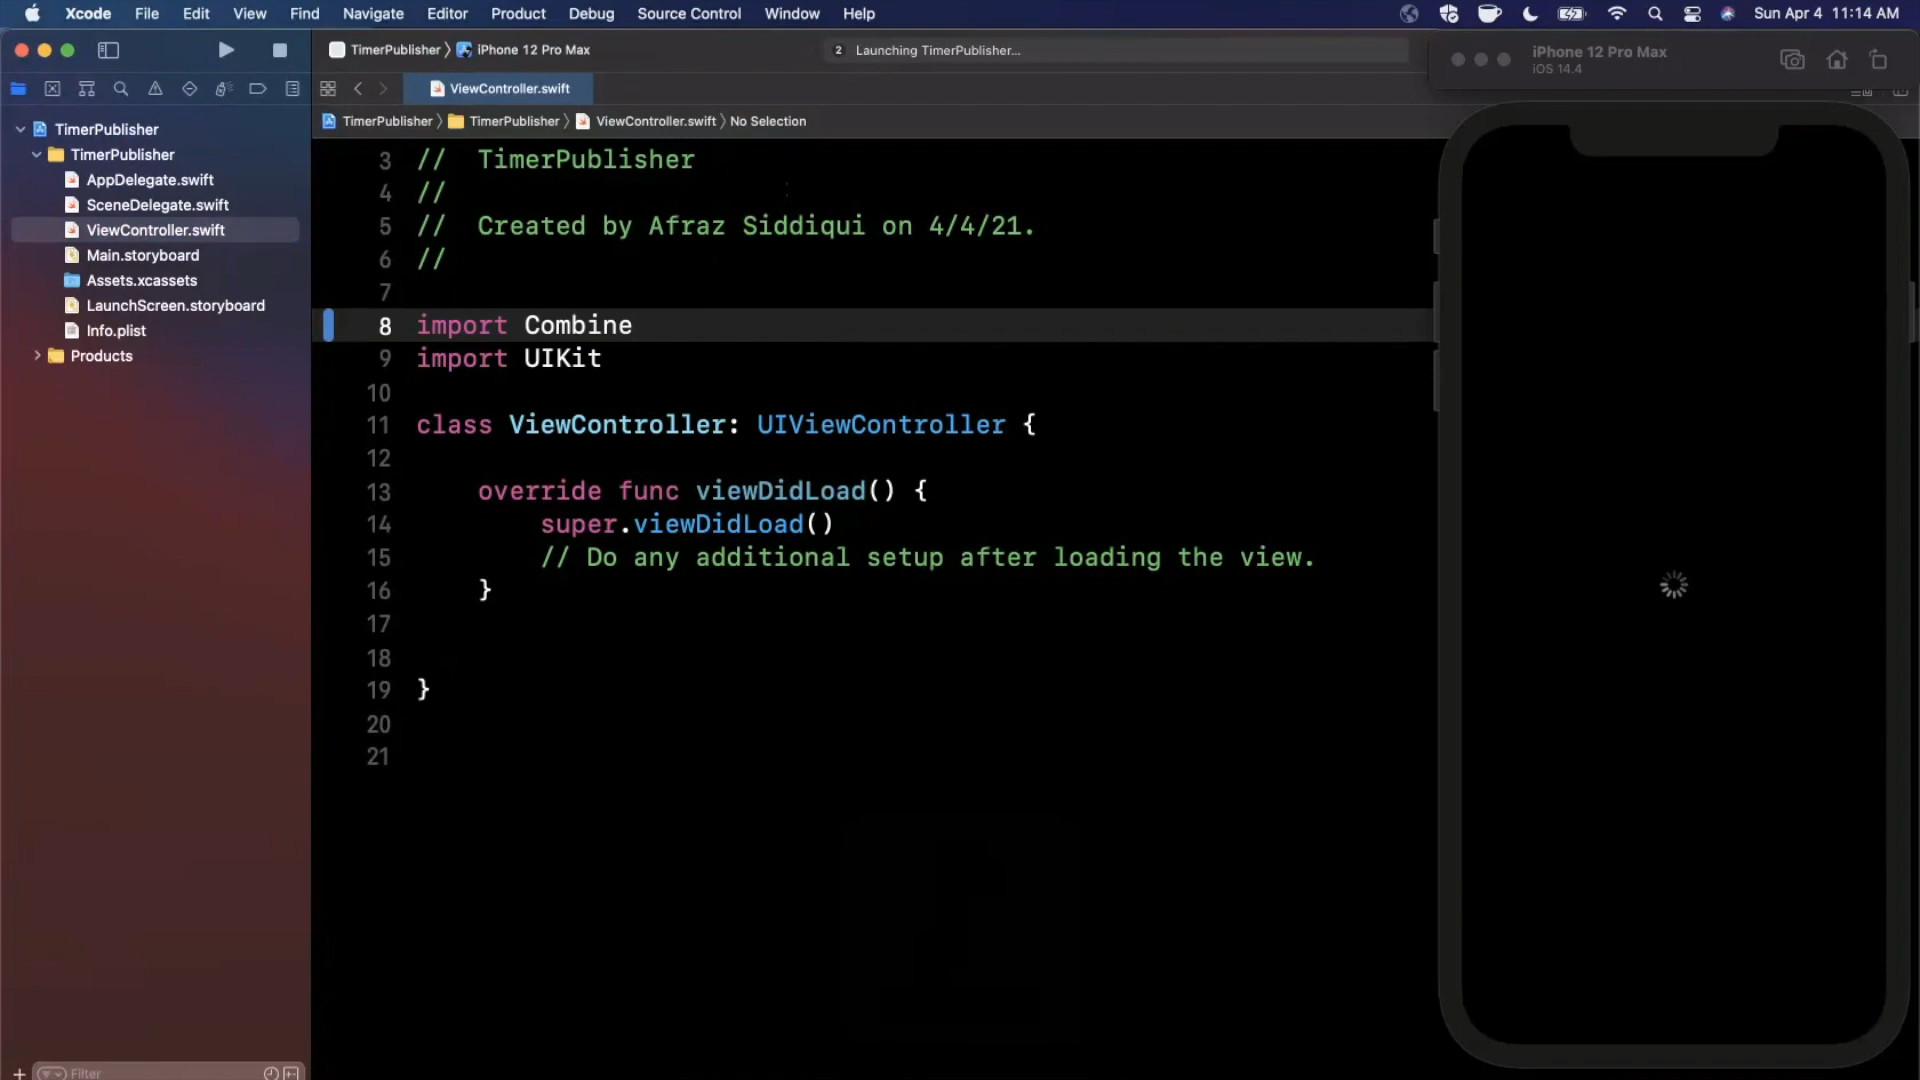 Xcode File Edit View Find Navigate Editor Product Debug Source Control Window Help Sun Apr 4 11:14 AM
TimerPublisher iPhone 12 Pro Max 2 Launching TimerPublisher...
iPhone 12 Pro Max
iOS 14.4
ViewController.swift
TimerPublisher TimerPublisher ViewController.swift No Selection
TimerPublisher
TimerPublisher
AppDelegate.swift
SceneDelegate.swift
ViewController.swift
Main.storyboard
Assets.xcassets
LaunchScreen.storyboard
Info.plist
Products
Filter
3 // TimerPublisher
4 //
5 // Created by Afraz Siddiqui on 4/4/21.
6 //
7
8 import Combine
9 import UIKit
10
11 class ViewController: UIViewController {
12
13 override func viewDidLoad() {
14 super.viewDidLoad()
15 // Do any additional setup after loading the view.
16 }
17
18
19 }
20
21